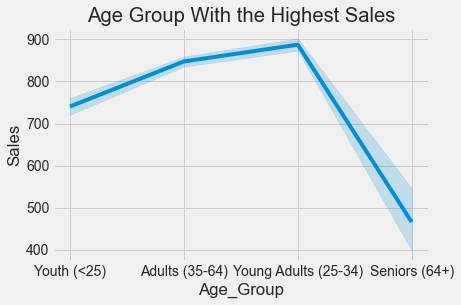 Age Group With the Highest Sales
900
800
700
600
500
400
Sales
Youth (<25) Adults (35-64) Young Adults (25-34) Seniors (64+)
Age_Group